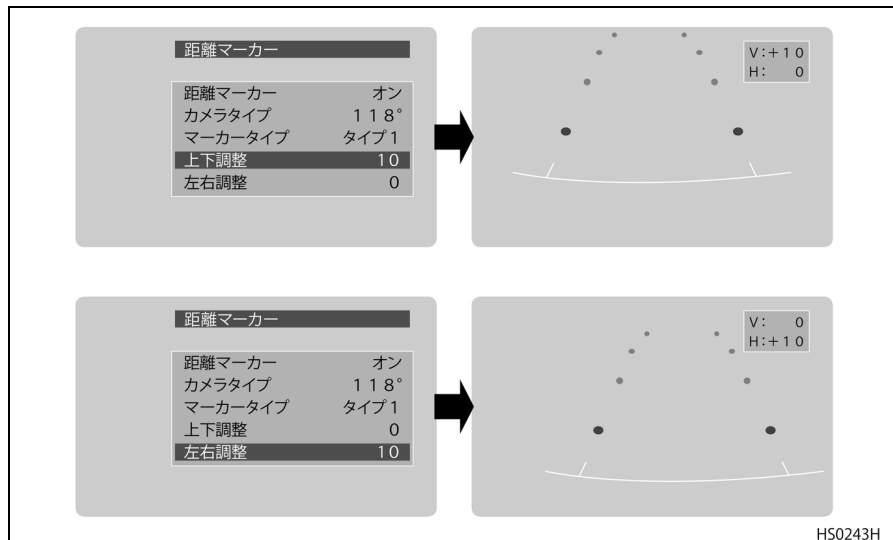 距離マーカー
距離マーカー オン
カメラタイプ 118°
マーカータイプ タイプ1
上下調整 10
左右調整 0
V:+10
H: 0
距離マーカー
距離マーカー オン
カメラタイプ 118°
マーカータイプ タイプ1
上下調整 0
左右調整 10
V: 0
H:+10
HS0243H